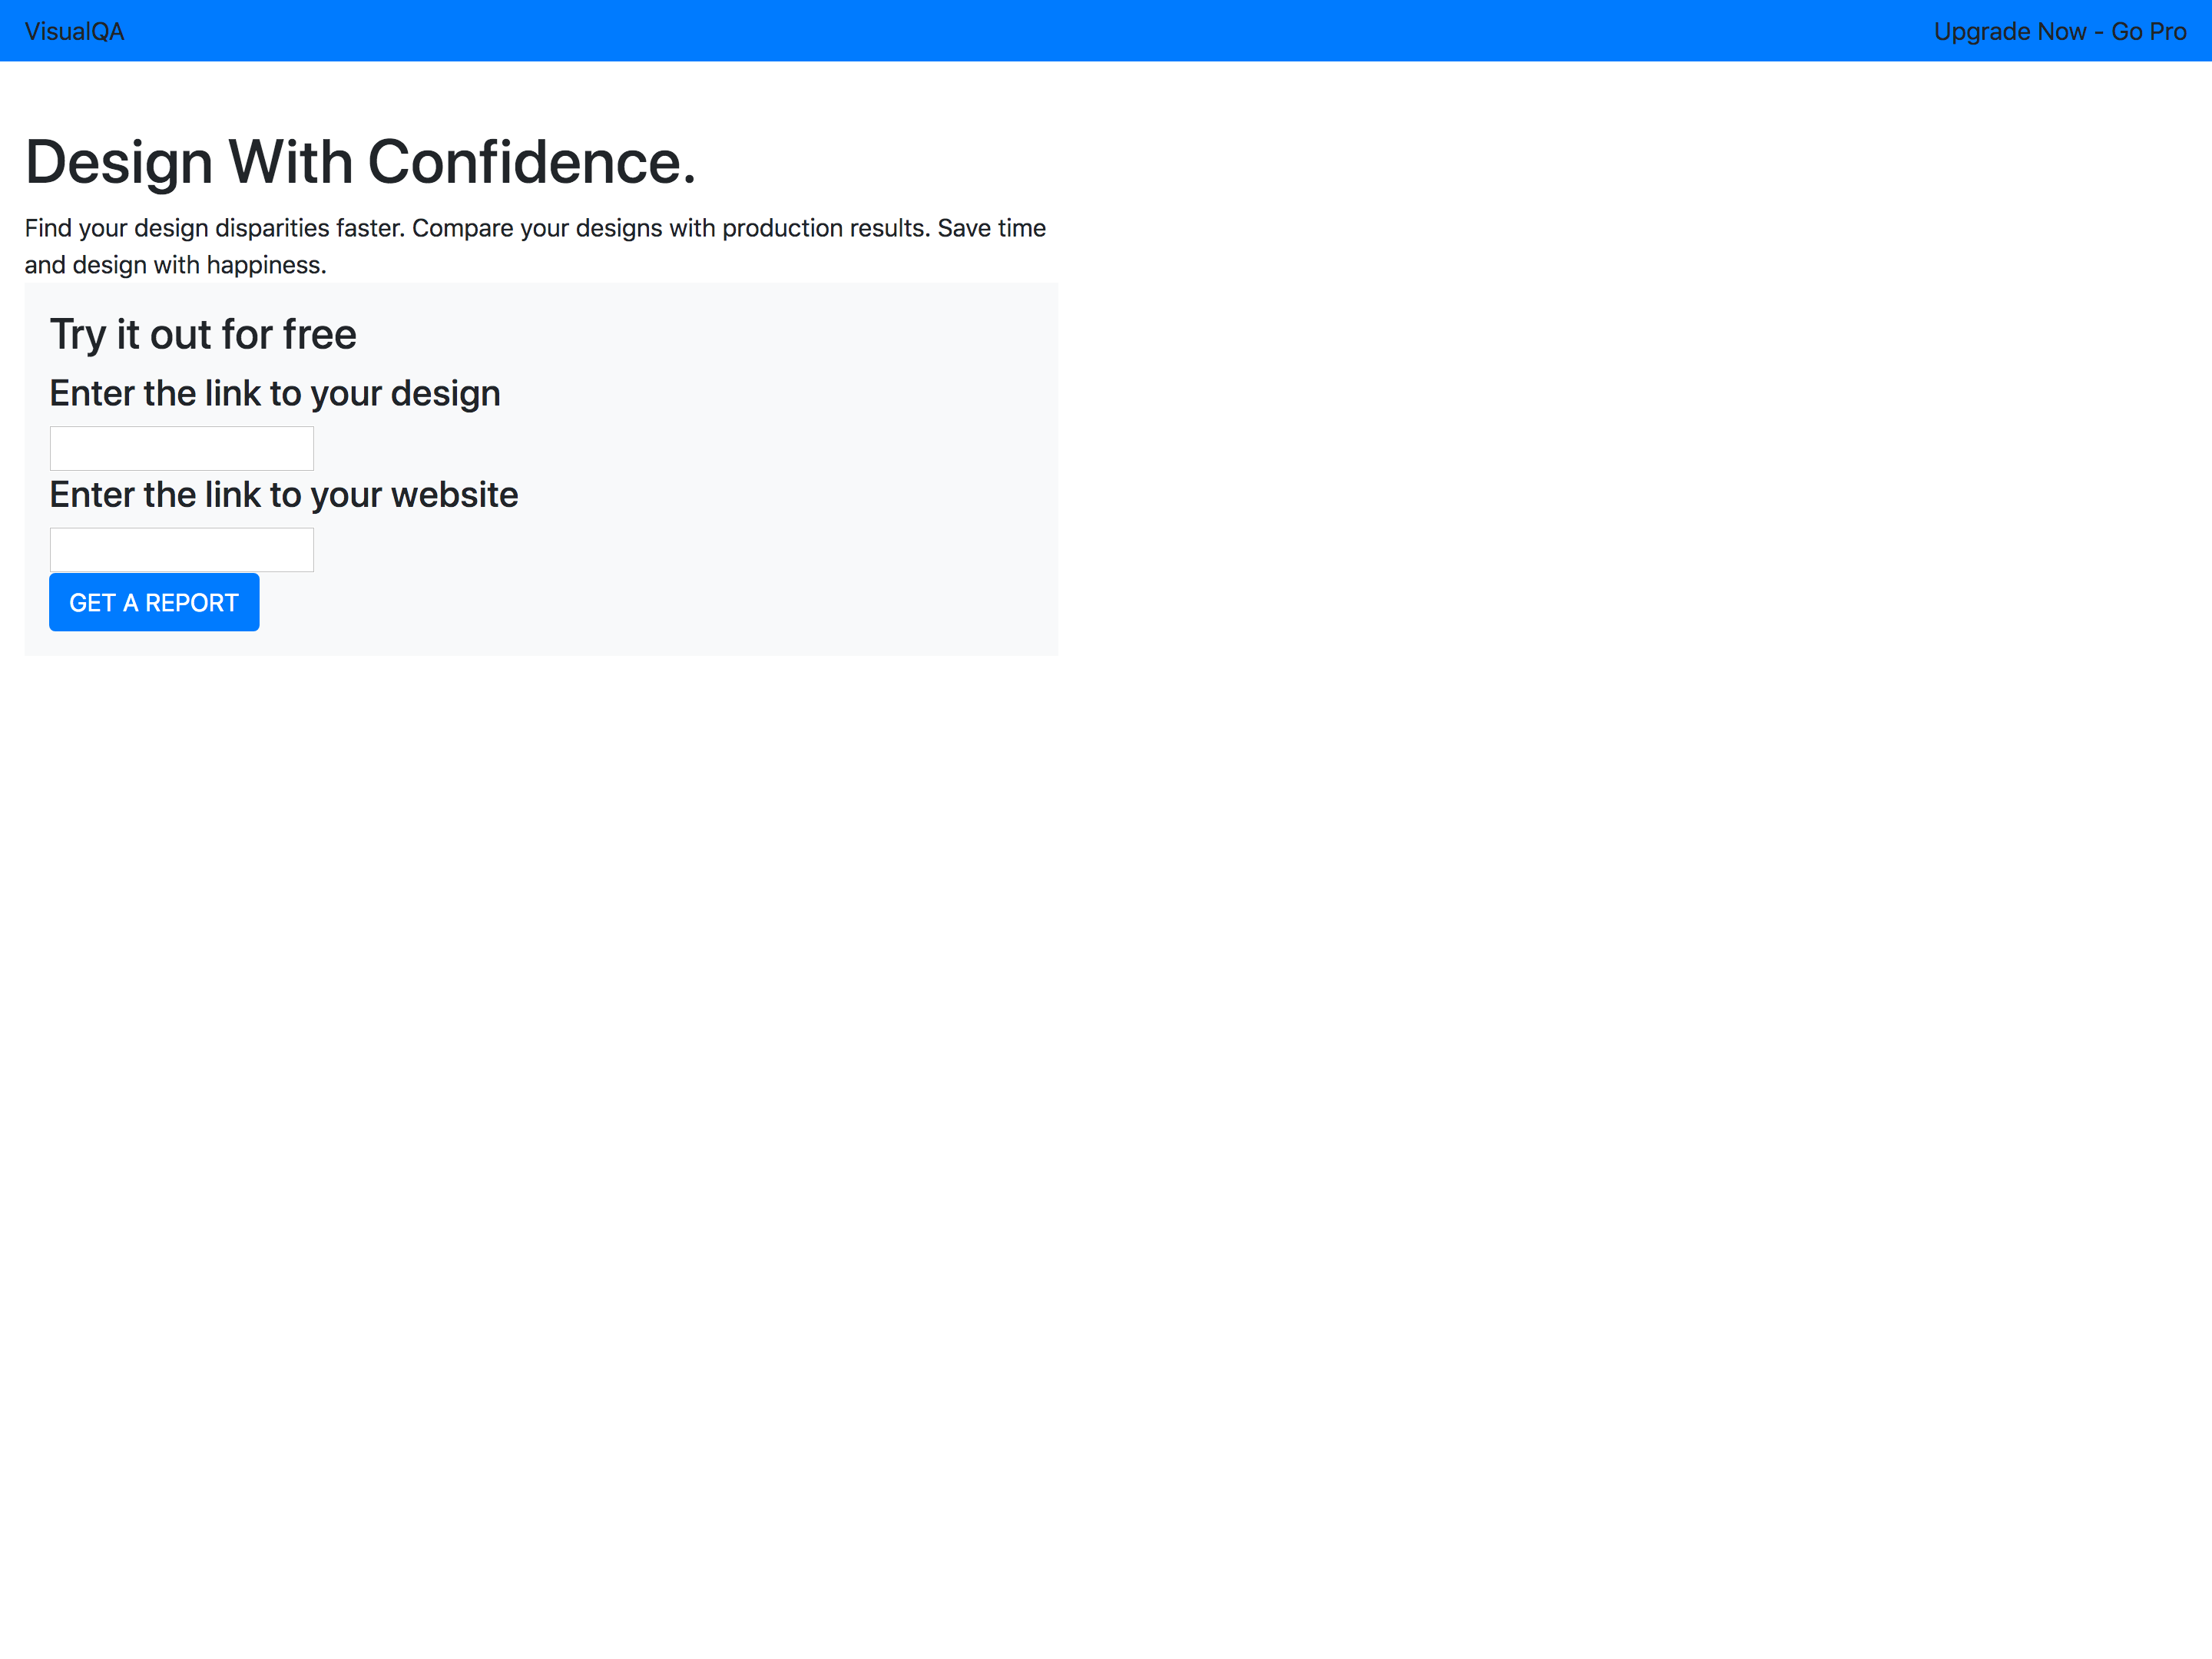 VisualQA
Upgrade Now - Go Pro
Design With Confidence.
Find your design disparities faster. Compare your designs with production results. Save time
and design with happiness.
Try it out for free
Enter the link to your design
Enter the link to your website
GET A REPORT